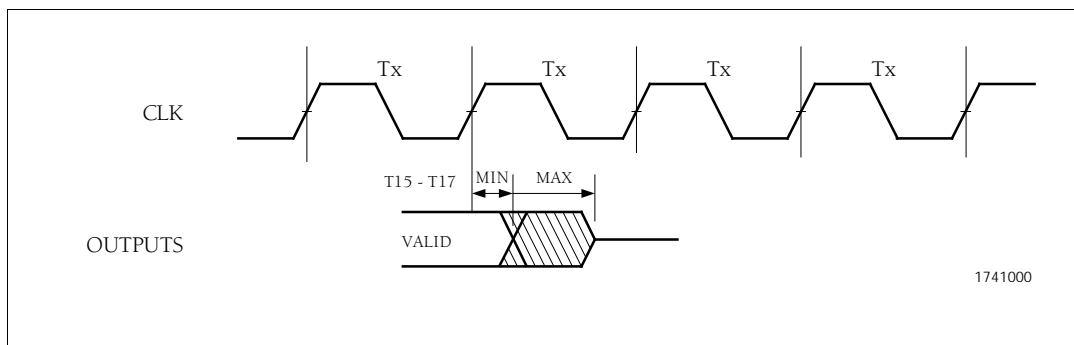 Tx Tx Tx Tx
CLK
T15 - T17 MIN MAX
OUTPUTS VALID
1741000